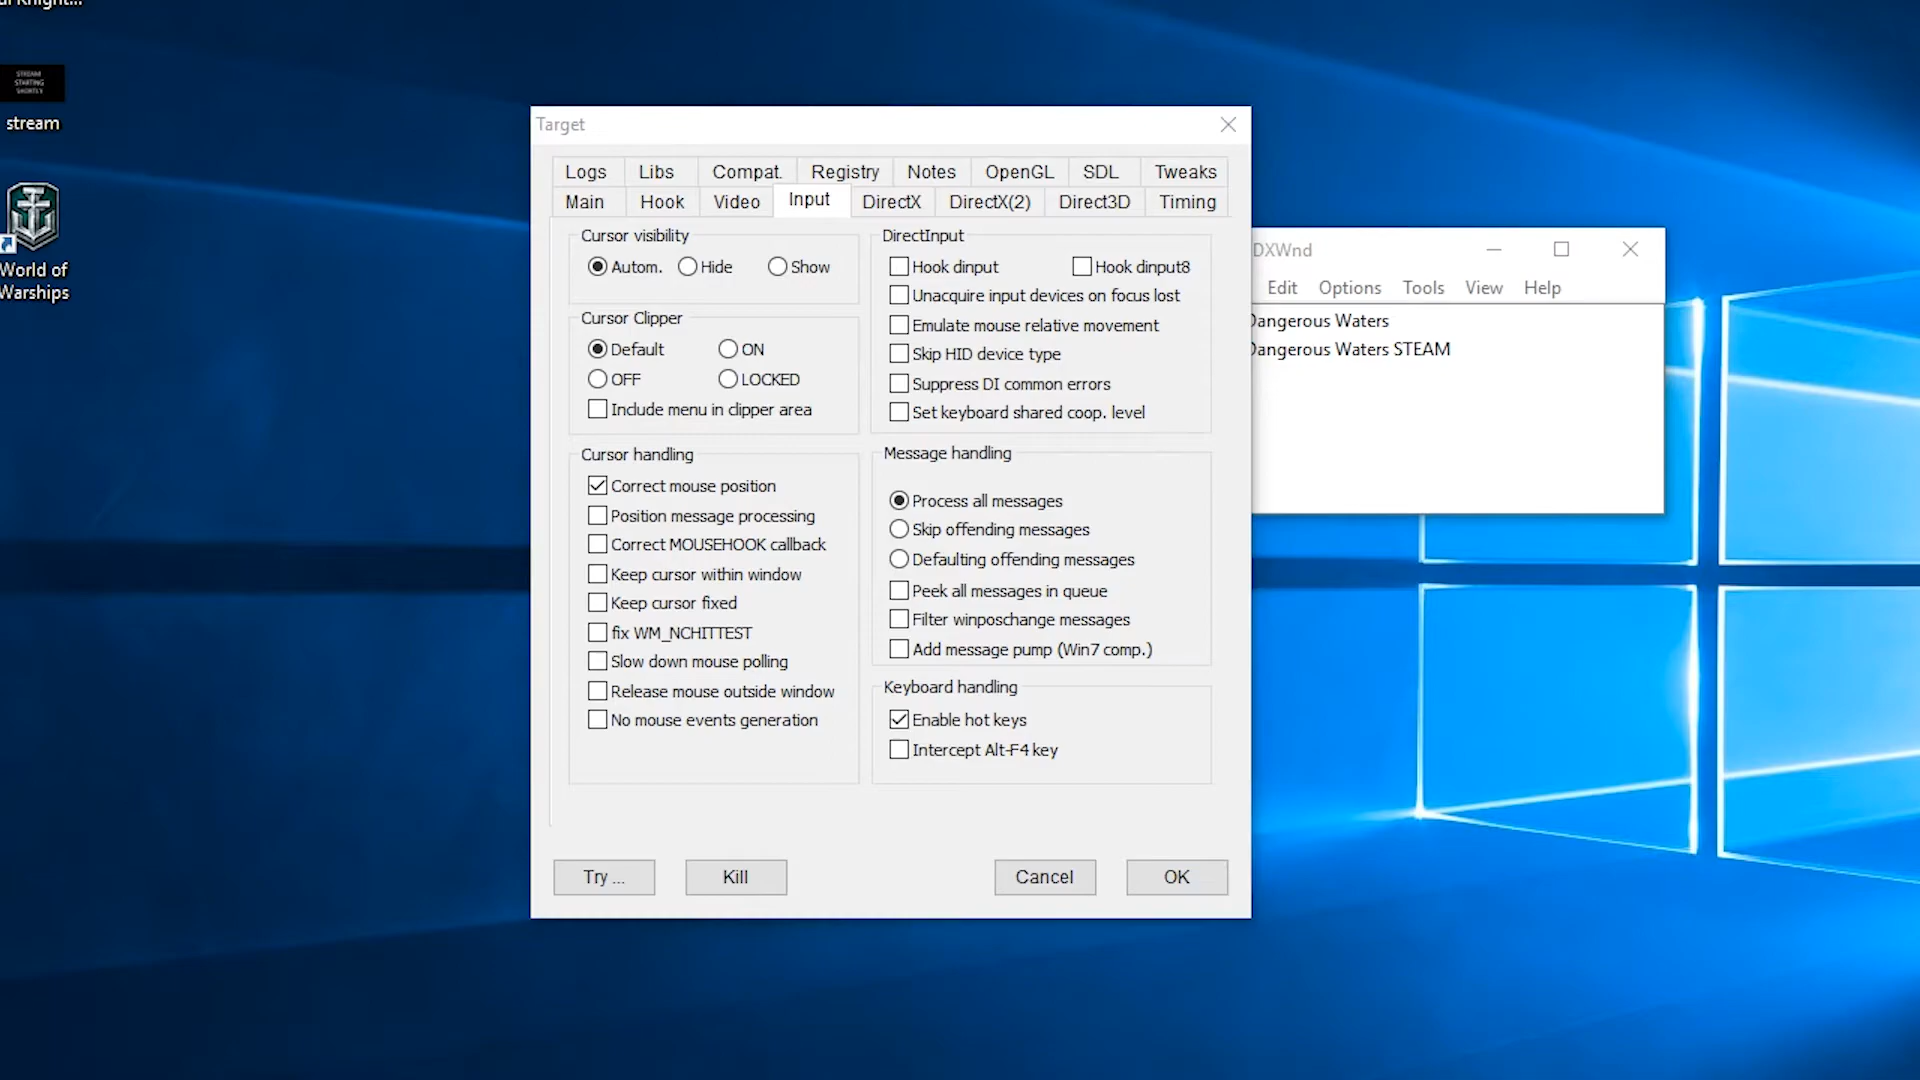 STREAM
STARTING
SHORTLY
stream
World of
Warships
Target
Logs Libs Compat. Registry Notes OpenGL SDL Tweaks
Main Hook Video Input DirectX DirectX(2) Direct3D Timing
Cursor visibility
Autom. Hide Show
Cursor Clipper
Default ON
OFF LOCKED
Include menu in clipper area
Cursor handling
Correct mouse position
Position message processing
Correct MOUSEHOOK callback
Keep cursor within window
Keep cursor fixed
fix WM_NCHITTEST
Slow down mouse polling
Release mouse outside window
No mouse events generation
DirectInput
Hook dinput Hook dinput8
Unacquire input devices on focus lost
Emulate mouse relative movement
Skip HID device type
Suppress DI common errors
Set keyboard shared coop. level
Message handling
Process all messages
Skip offending messages
Defaulting offending messages
Peek all messages in queue
Filter winposchange messages
Add message pump (Win7 comp.)
Keyboard handling
Enable hot keys
Intercept Alt-F4 key
Try ... Kill Cancel OK
DXWnd
Edit Options Tools View Help
Dangerous Waters
Dangerous Waters STEAM